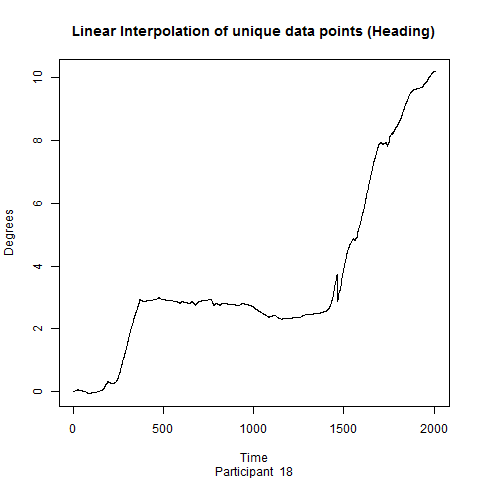 Linear Interpolation of unique data points (Heading)
10
8
6
4
2
0
Degrees
0 500 1000 1500 2000
Time
Participant 18